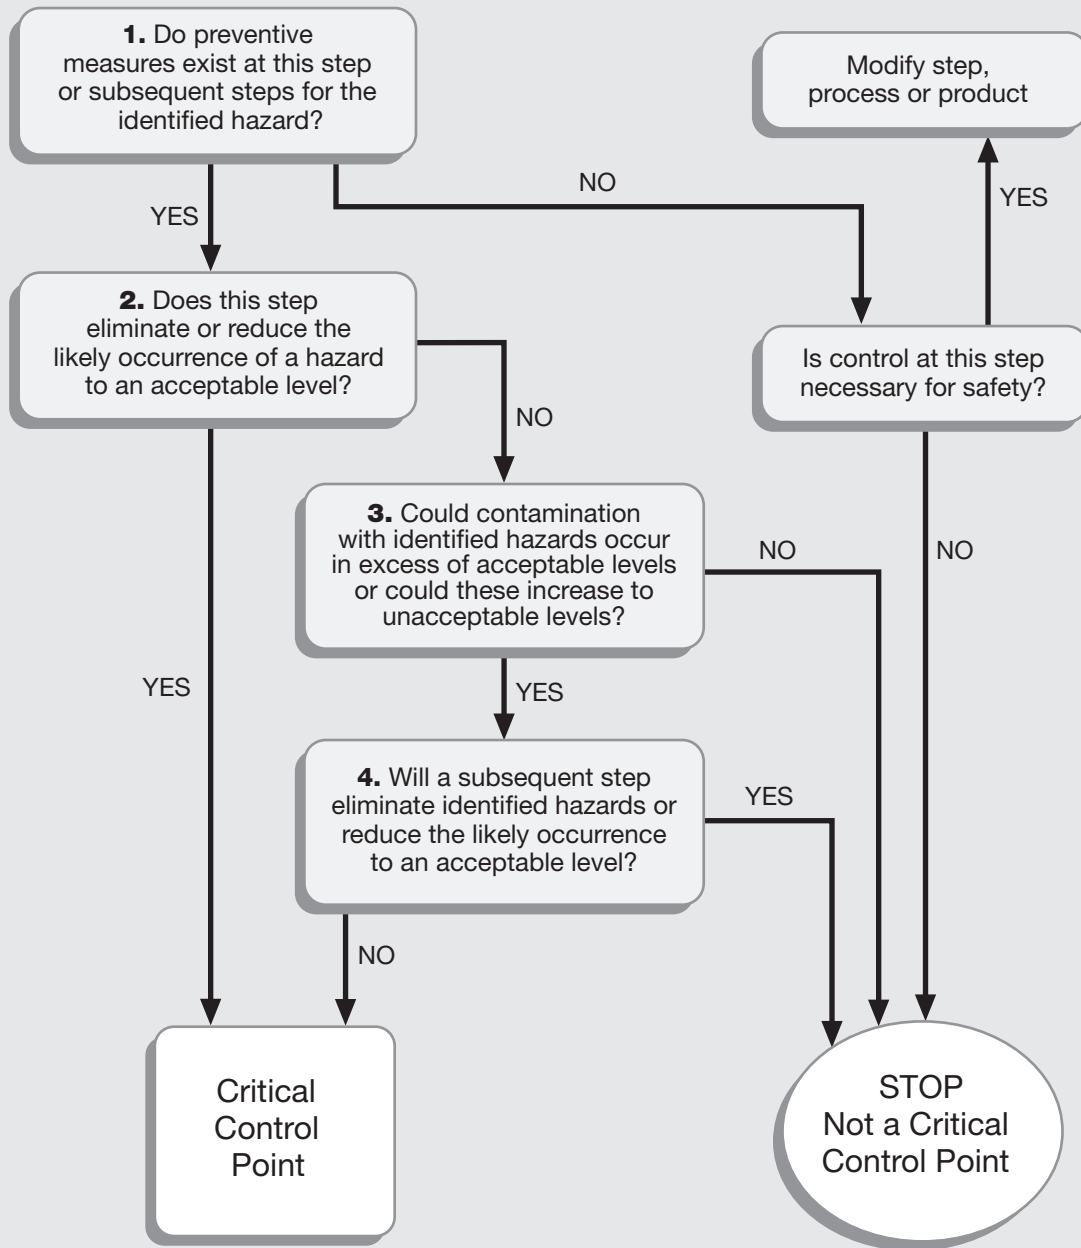 1. Do preventive
measures exist at this step
or subsequent steps for the
identified hazard?
Modify step,
process or product
NO
YES
YES
2. Does this step
eliminate or reduce the
likely occurrence of a hazard
to an acceptable level?
Is control at this step
necessary for safety?
NO
3. Could contamination
with identified hazards occur
in excess of acceptable levels
or could these increase to
unacceptable levels?
NO
NO
YES
YES
4. Will a subsequent step
eliminate identified hazards or
reduce the likely occurrence
to an acceptable level?
YES
NO
Critical
Control
Point
STOP
Not a Critical
Control Point